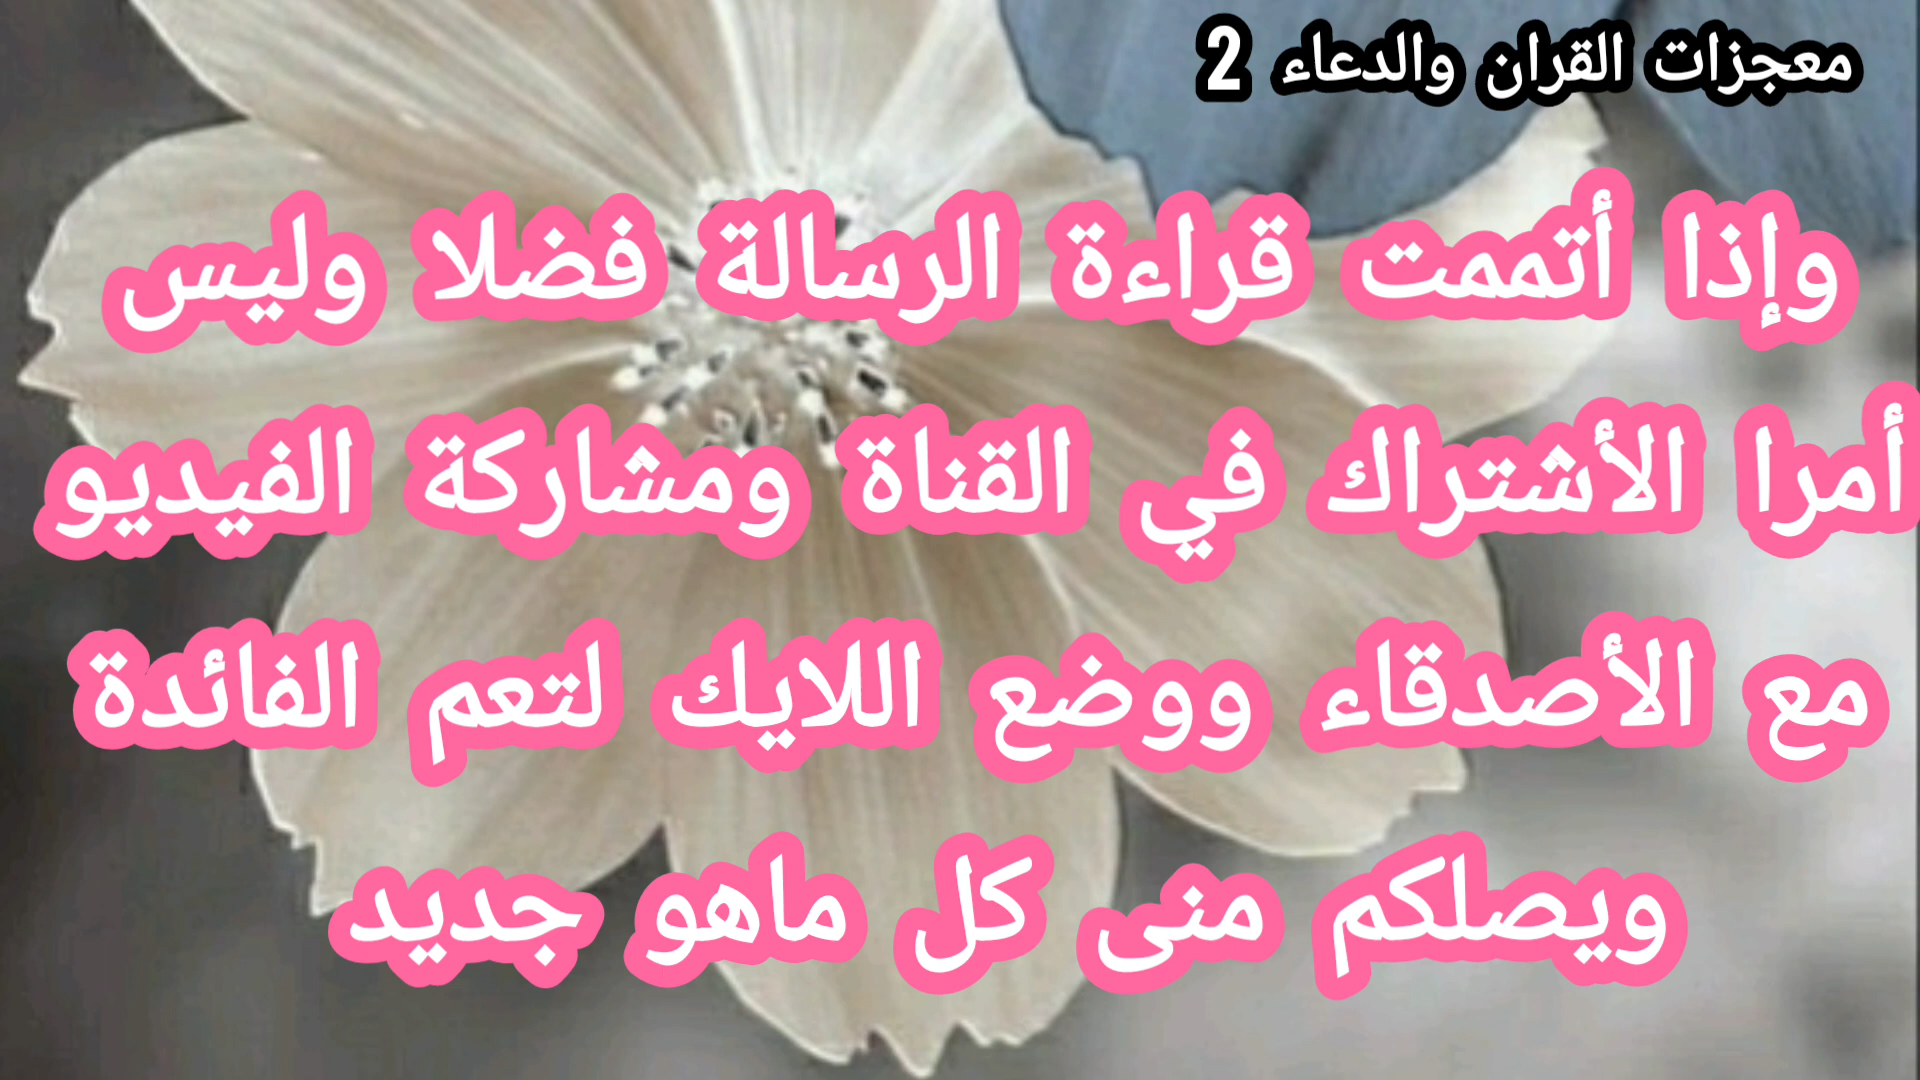 معجزات القران والدعاء 2
وإذا أتممت قراءة الرسالة فضلا وليس
أمرا الأشتراك في القناة ومشاركة الفيديو
مع الأصدقاء ووضع اللايك لتعم الفائدة
ويصلكم منى كل ماهو جديد